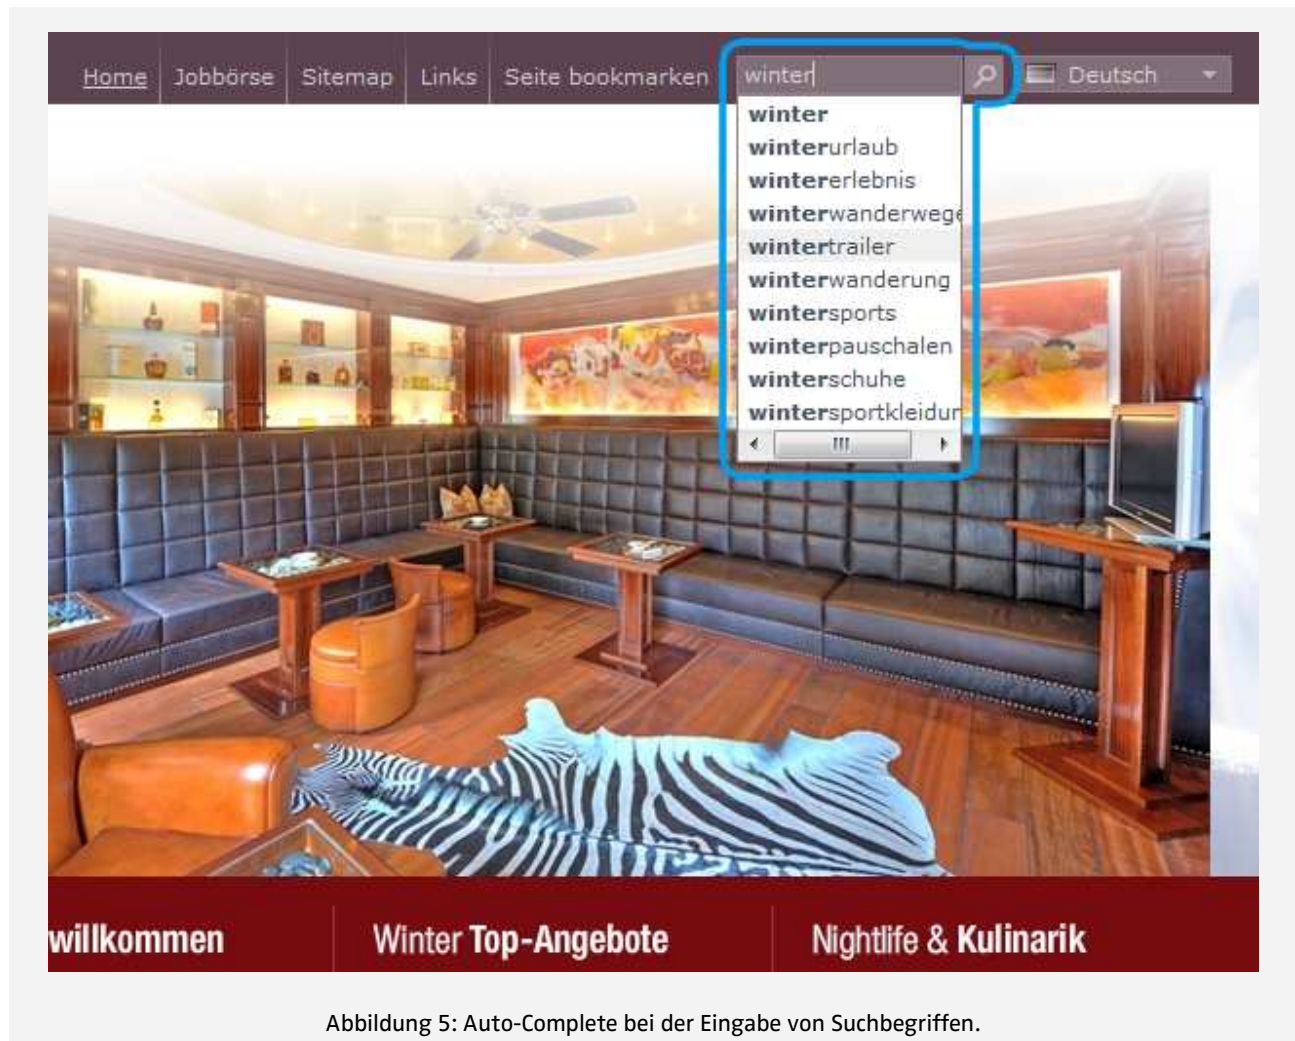 Home Jobbörse Sitemap Links Seite bookmarken winter Deutsch
winter
winterurlaub
wintererlebnis
winterwanderwege
wintertrailer
winterwanderung
wintersports
winterpauschalen
winterschuhe
wintersportkleidun
willkommen Winter Top-Angebote Nightlife & Kulinarik
Abbildung 5: Auto-Complete bei der Eingabe von Suchbegriffen.